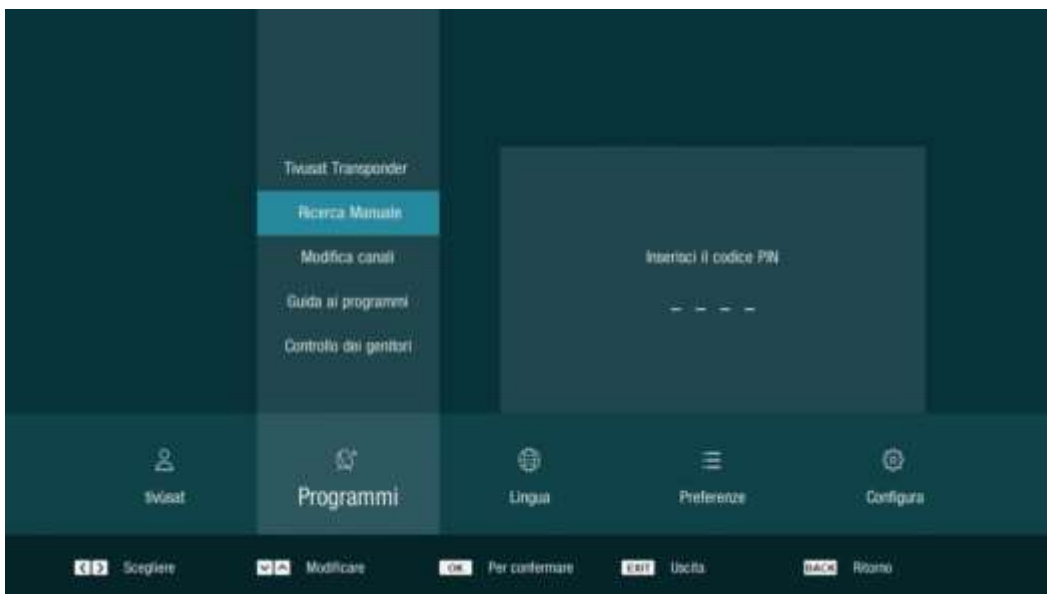 Tivusat Transponder
Ricerca Manuale
Modifica canali
Guida ai programmi
Controllo dei genitori
Inserisci il codice PIN
_ _ _ _
tivùsat
Programmi
Lingua
Preferenze
Configura
Scegliere
Modificare
OK Per confermare
EXIT Uscita
BACK Ritorno